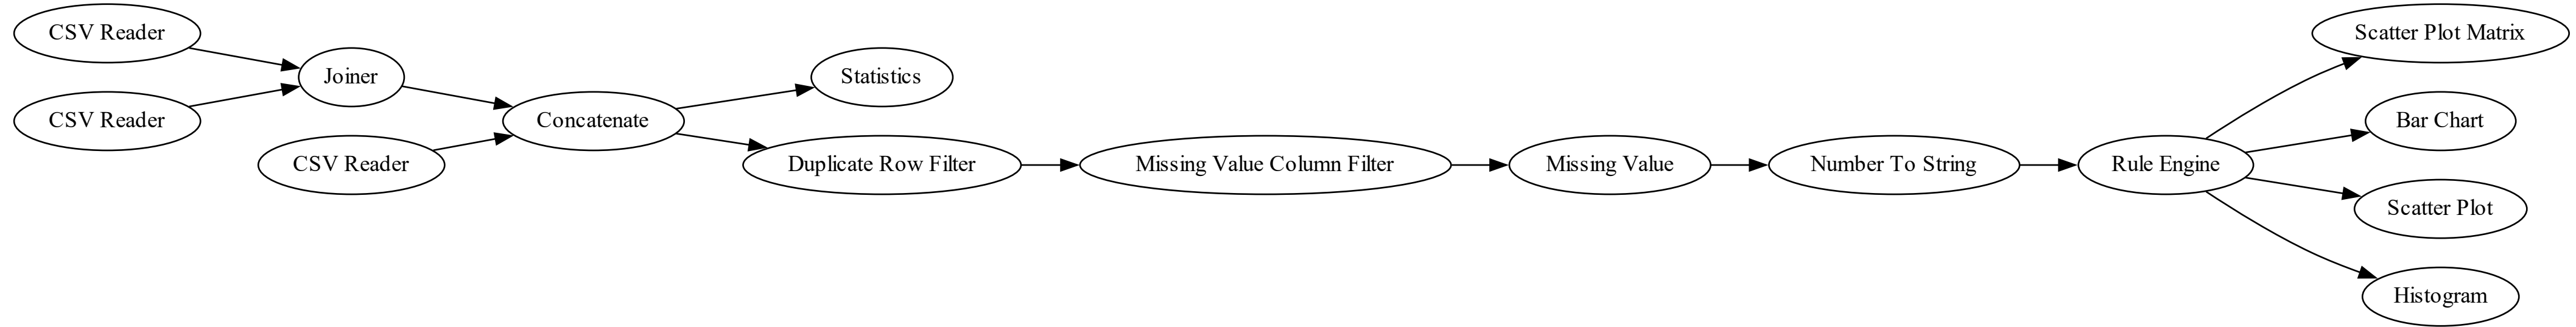 CSV Reader
CSV Reader
Joiner
CSV Reader
Concatenate
Statistics
Duplicate Row Filter
Missing Value Column Filter
Missing Value
Number To String
Rule Engine
Scatter Plot Matrix
Bar Chart
Scatter Plot
Histogram